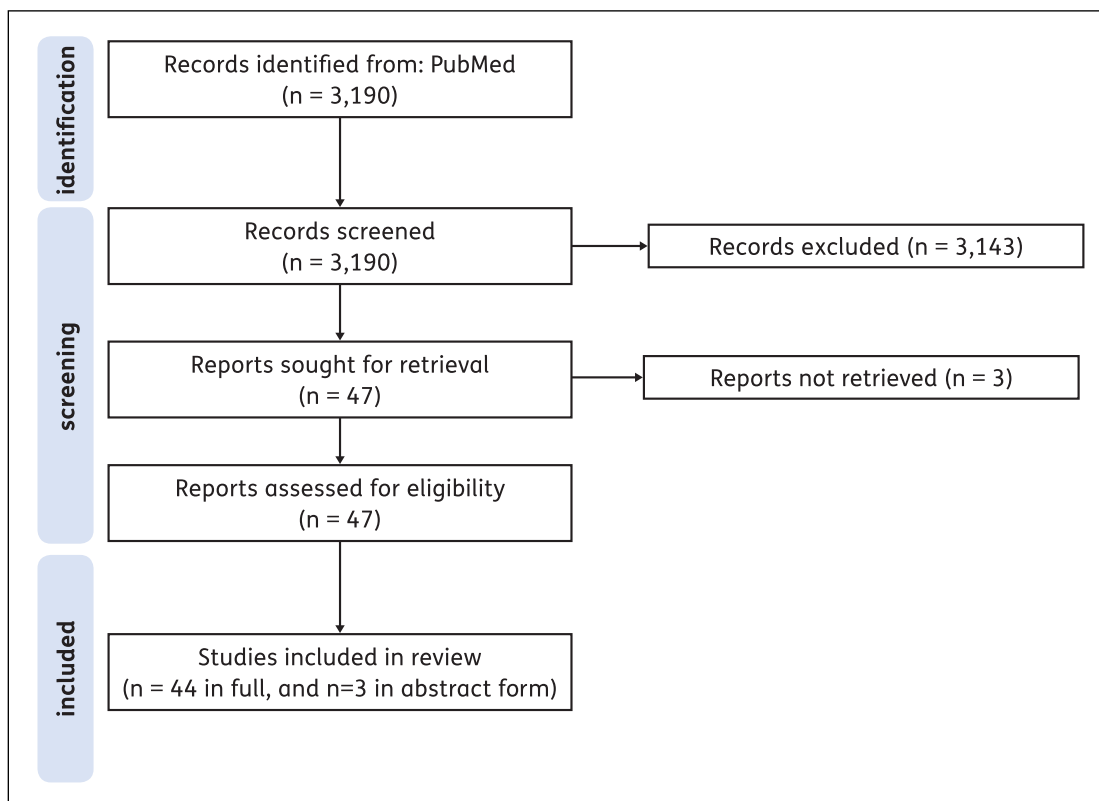 identification
Records identified from: PubMed
(n = 3,190)
screening
Records screened
(n = 3,190)
Records excluded (n = 3,143)
Reports sought for retrieval
(n = 47)
Reports not retrieved (n = 3)
Reports assessed for eligibility
(n = 47)
included
Studies included in review
(n = 44 in full, and n=3 in abstract form)